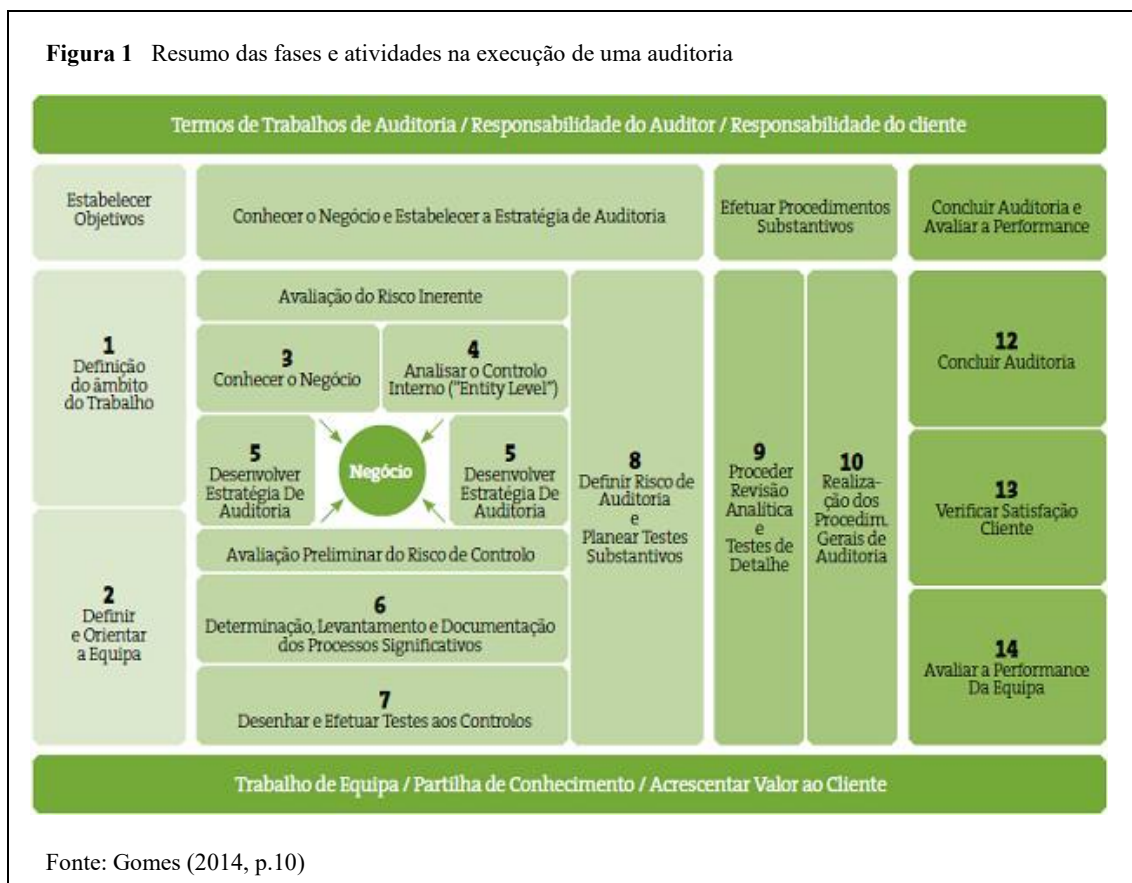 Figura 1 Resumo das fases e atividades na execução de uma auditoria
Termos de Trabalhos de Auditoria / Responsabilidade do Auditor / Responsabilidade do cliente
Estabelecer
Objetivos
Conhecer o Negócio e Estabelecer a Estratégia de Auditoria
Efetuar Procedimentos
Substantivos
Concluir Auditoria e
Avaliar a Performance
1
Definição
do âmbito
do Trabalho
2
Definir
e Orientar
a Equipa
Avaliação do Risco Inerente
3
Conhecer o Negócio
4
Analisar o Controlo
Interno ("Entity Level")
5
Desenvolver
Estratégia De
Auditoria
Negócio
5
Desenvolver
Estratégia De
Auditoria
Avaliação Preliminar do Risco de Controlo
6
Determinação, Levantamento e Documentação
dos Processos Significativos
7
Desenhar e Efetuar Testes aos Controlos
8
Definir Risco de
Auditoria
e
Planear Testes
Substantivos
9
Proceder
Revisão
Analítica
e
Testes de
Detalhe
10
Realiza-
ção dos
Procedim.
Gerais de
Auditoria
12
Concluir Auditoria
13
Verificar Satisfação
Cliente
14
Avaliar a Performance
Da Equipa
Trabalho de Equipa / Partilha de Conhecimento / Acrescentar Valor ao Cliente
Fonte: Gomes (2014, p.10)